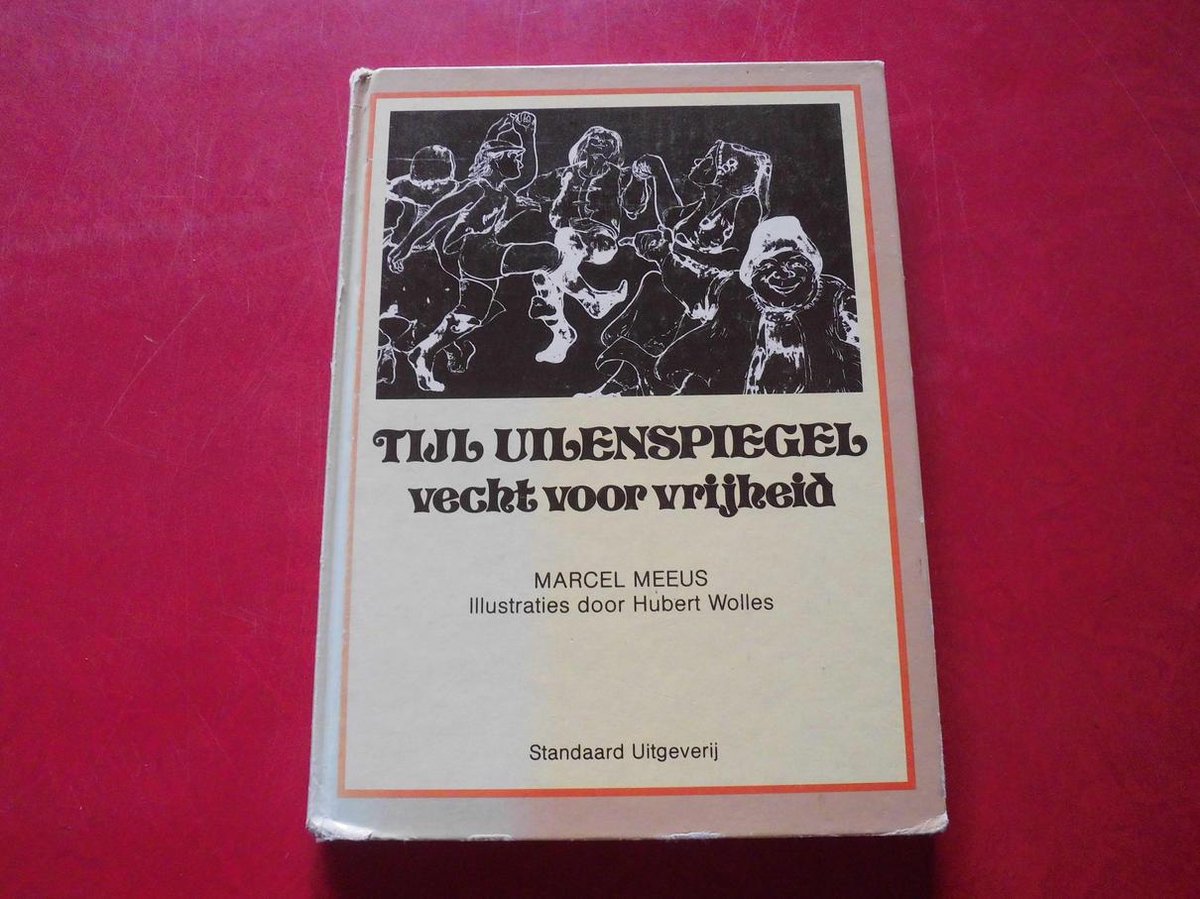 TIJL UILENSPIEGEL
vecht voor vrijheid
MARCEL MEEUS
Illustraties door Hubert Wolles
Standaard Uitgeverij